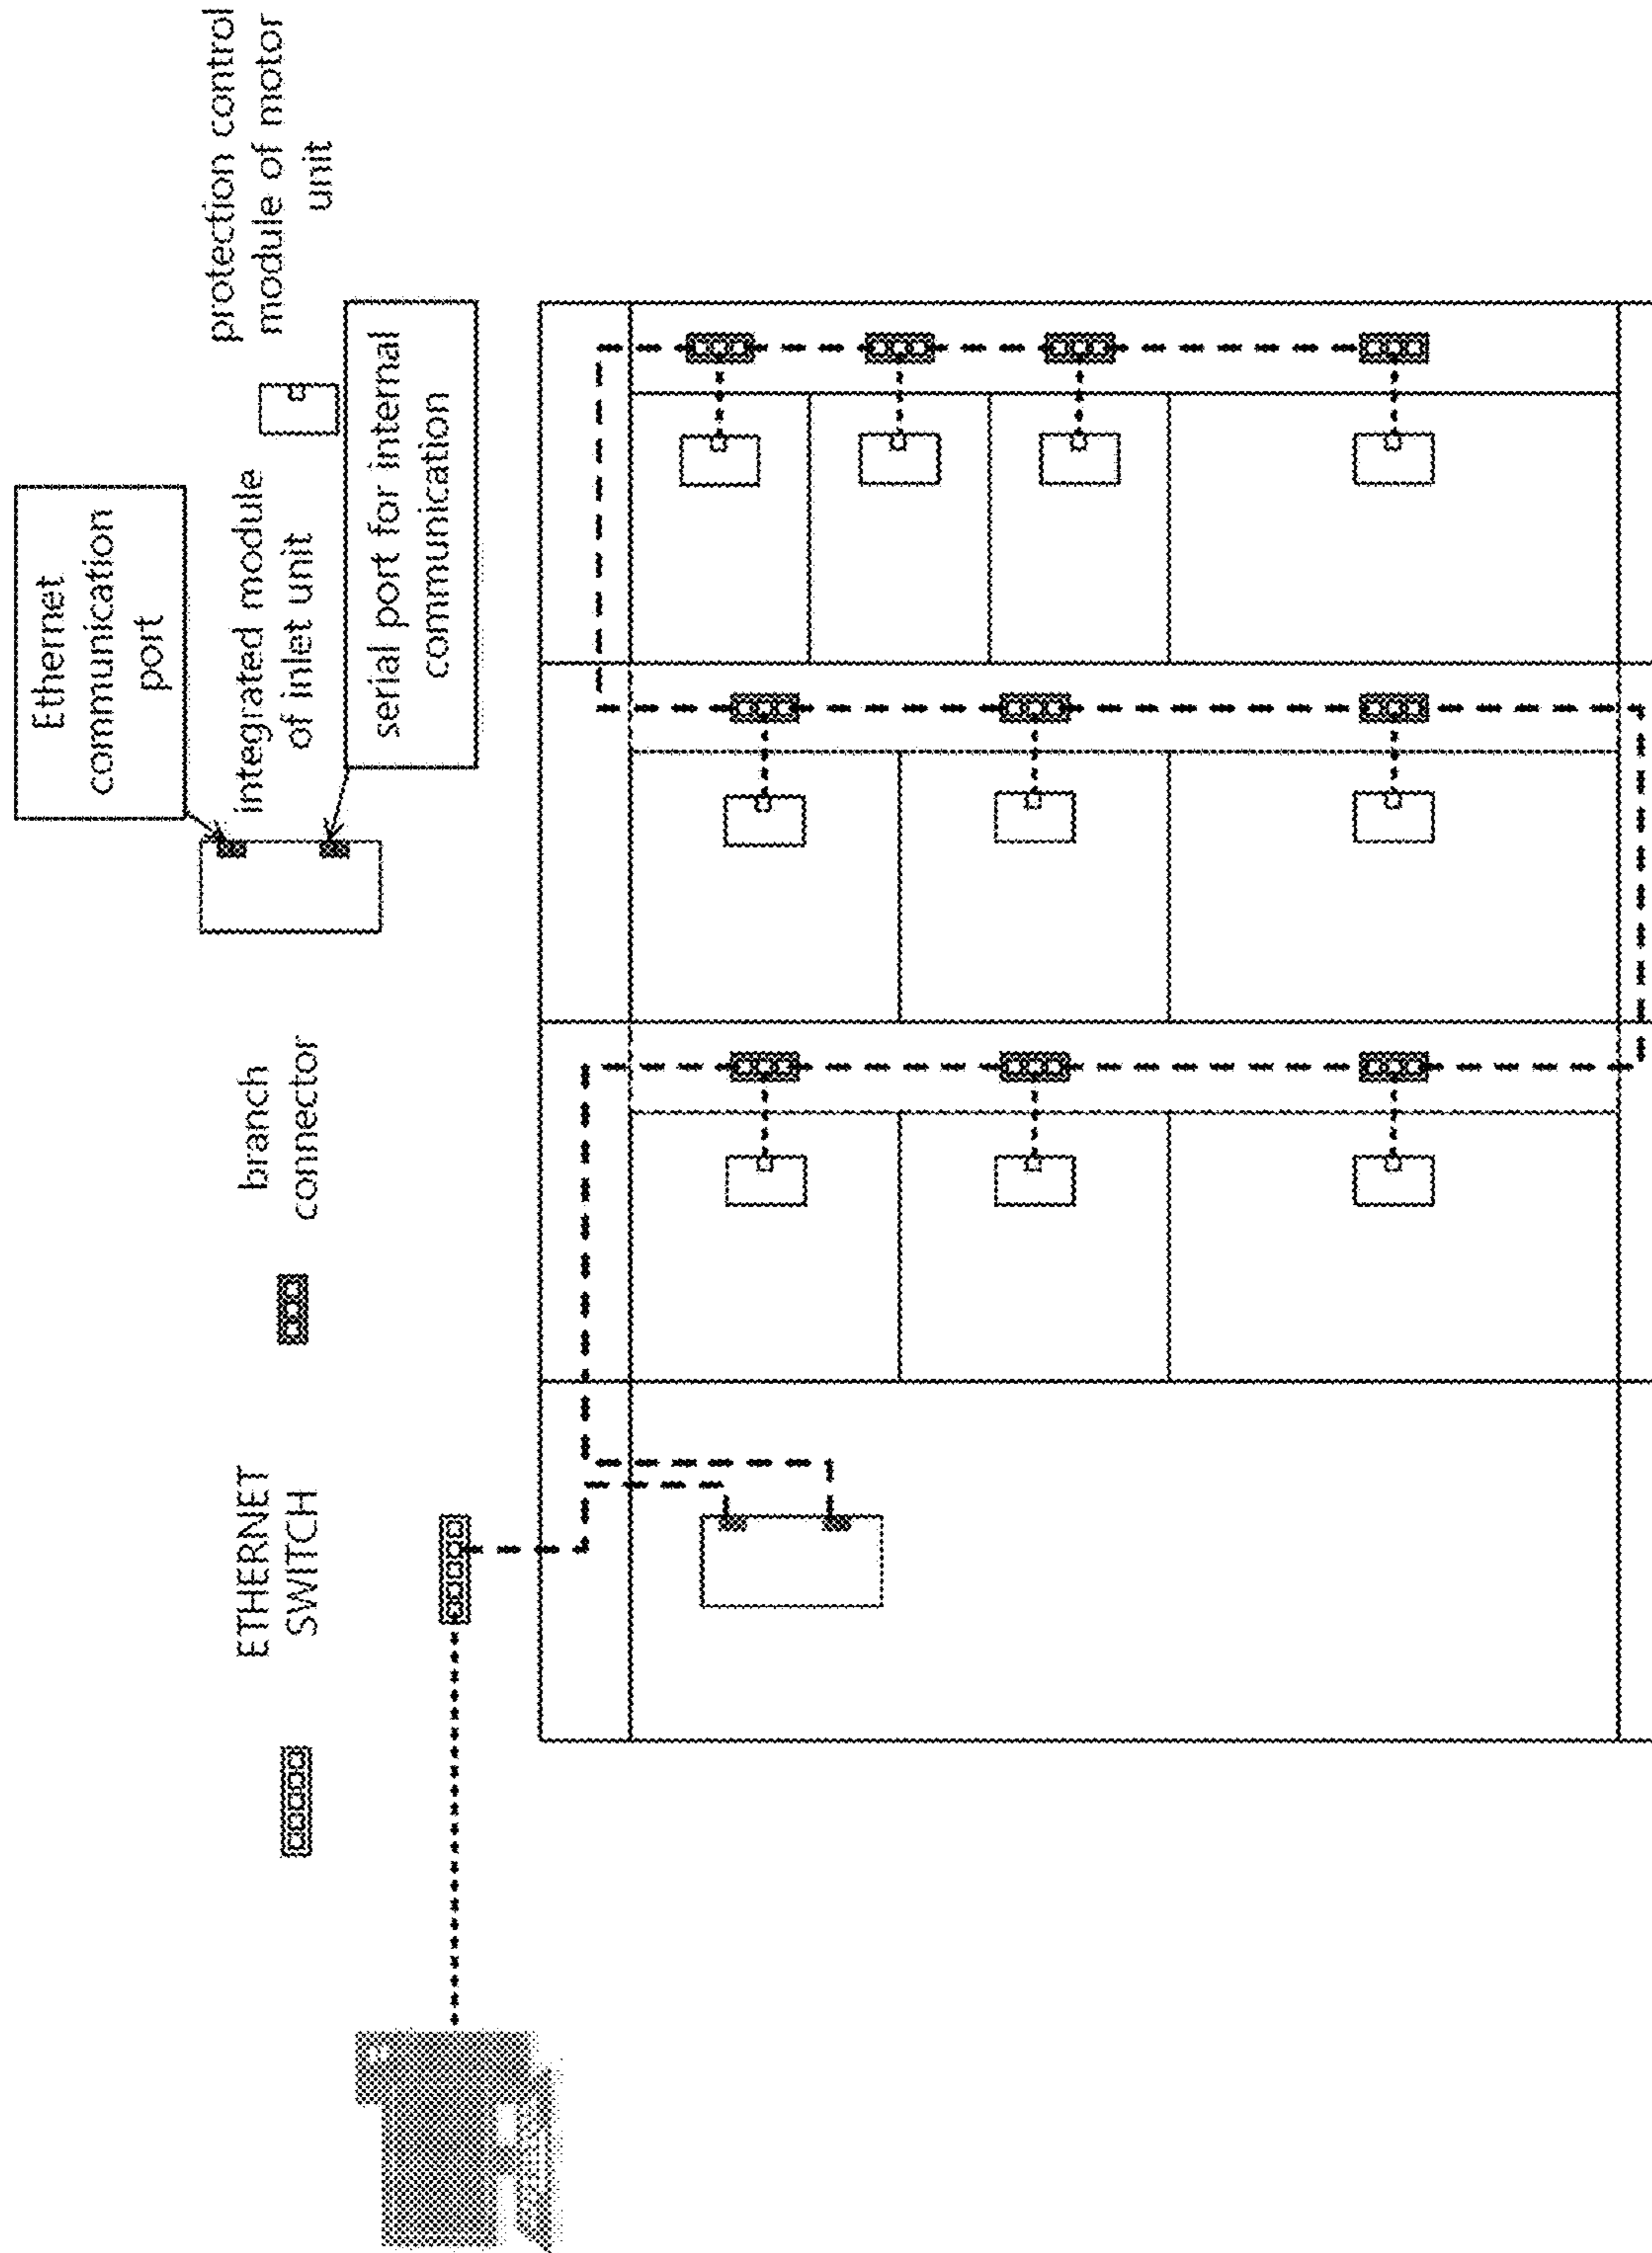 ETHERNET
SWITCH
branch
connector
Ethernet
communication
port
integrated module
of inlet unit
serial port for internal
communication
protection control
module of motor
unit